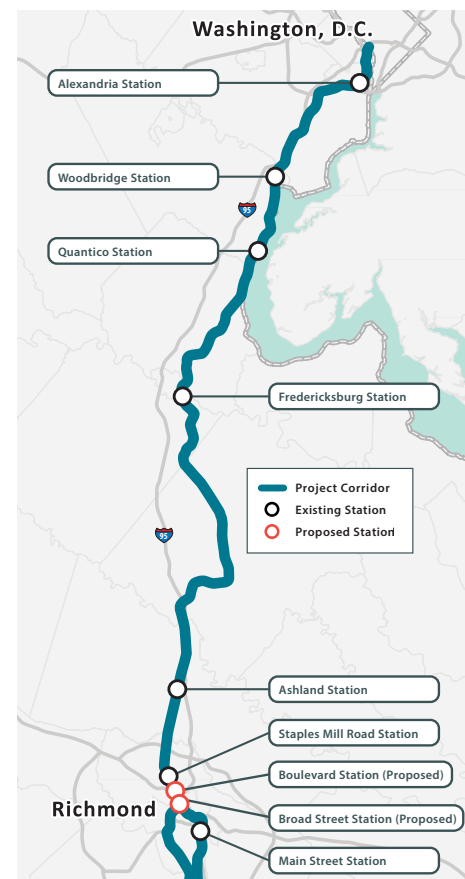 Washington, D.C.
Alexandria Station
Woodbridge Station
95
Quantico Station
Fredericksburg Station
Project Corridor
Existing Station
Proposed Station
95
Ashland Station
Staples Mill Road Station
Boulevard Station (Proposed)
Richmond
Broad Street Station (Proposed)
Main Street Station